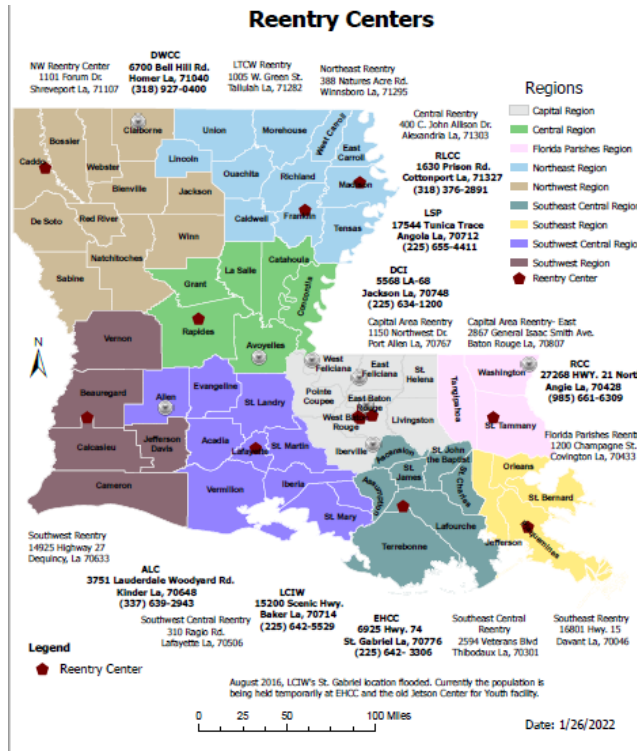 Reentry Centers
DWCC
6700 Bell Hill Rd.
Homer La, 71040
(318) 927-0400
NW Reentry Center
1101 Forum Dr.
Shreveport La, 71107
LTCW Reentry
1005 W. Green St.
Tallulah La, 71282
Northeast Reentry
388 Natures Acre Rd.
Winnsboro La, 71295
Regions
Capital Region
Central Region
Florida Parishes Region
Northeast Region
Northwest Region
Southeast Central Region
Southeast Region
Southwest Central Region
Southwest Region
Reentry Center
Central Reentry
400 C. John Allison Dr.
Alexandria La, 71303
RLCC
1630 Prison Rd.
Cottonport La, 71327
(318) 376-2891
LSP
17544 Tunica Trace
Angola La, 70712
(225) 655-4411
DCI
5568 LA-68
Jackson La, 70748
(225) 634-1200
Capital Area Reentry
1150 Northwest Dr.
Port Allen La, 70767
Capital Area Reentry- East
2867 General Isaac Smith Ave.
Baton Rouge La, 70807
RCC
27268 HWY. 21 North
Angie La, 70428
(985) 661-6309
Florida Parishes Reentry
1200 Champagne St.
Covington La, 70433
Caddo
Bossier
Webster
Claiborne
Lincoln
Union
Morehouse
West Carroll
East
Carroll
Ouachita
Richland
Madison
Bienville
Jackson
Caldwell
Franklin
Tensas
De Soto
Red River
Winn
Natchitoches
Sabine
Grant
La Salle
Catahoula
Concordia
Rapides
Avoyelles
Vernon
Beauregard
Allen
Evangeline
St. Landry
Calcasieu
Jefferson
Davis
Acadia
Lafayette
St. Martin
Cameron
Vermilion
Iberia
St. Mary
West
Feliciana
East
Feliciana
St.
Helena
Pointe
Coupee
East Baton
Rouge
West Baton
Rouge
Livingston
Iberville
Tangipahoa
Washington
St. Tammany
Ascension
St.
James
St. John
the Baptist
St. Charles
Assumption
Lafourche
Terrebonne
Orleans
St. Bernard
Jefferson
Plaquemines
N
Southwest Reentry
14925 Highway 27
Dequincy, La, 70633
ALC
3751 Lauderdale Woodyard Rd.
Kinder La, 70648
(337) 639-2943
Southwest Central Reentry
310 Ragio Rd.
Lafayette La, 70506
LCIW
15200 Scenic Hwy.
Baker La, 70714
(225) 642-5529
EHCC
6925 Hwy. 74
St. Gabriel La, 70776
(225) 642- 3306
Southeast Central
Reentry
2594 Veterans Blvd
Thibodaux La, 70301
Southeast Reentry
16801 Hwy. 15
Davant La, 70046
Legend
Reentry Center
August 2016, LCIW's St. Gabriel location flooded. Currently the population is
being held temporarily at EHCC and the old Jetson Center for Youth facility.
0 25 50 100 Miles
Date: 1/26/2022